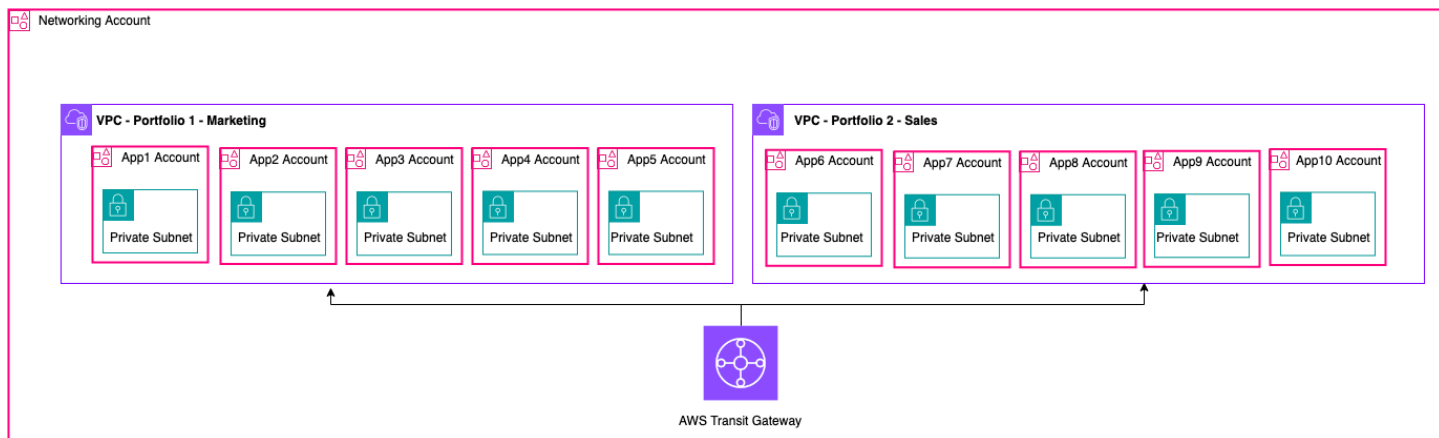 Networking Account
VPC - Portfolio 1 - Marketing
App1 Account
App2 Account
App3 Account
App4 Account
App5 Account
Private Subnet
Private Subnet
Private Subnet
Private Subnet
Private Subnet
VPC - Portfolio 2 - Sales
App6 Account
App7 Account
App8 Account
App9 Account
App10 Account
Private Subnet
Private Subnet
Private Subnet
Private Subnet
Private Subnet
AWS Transit Gateway